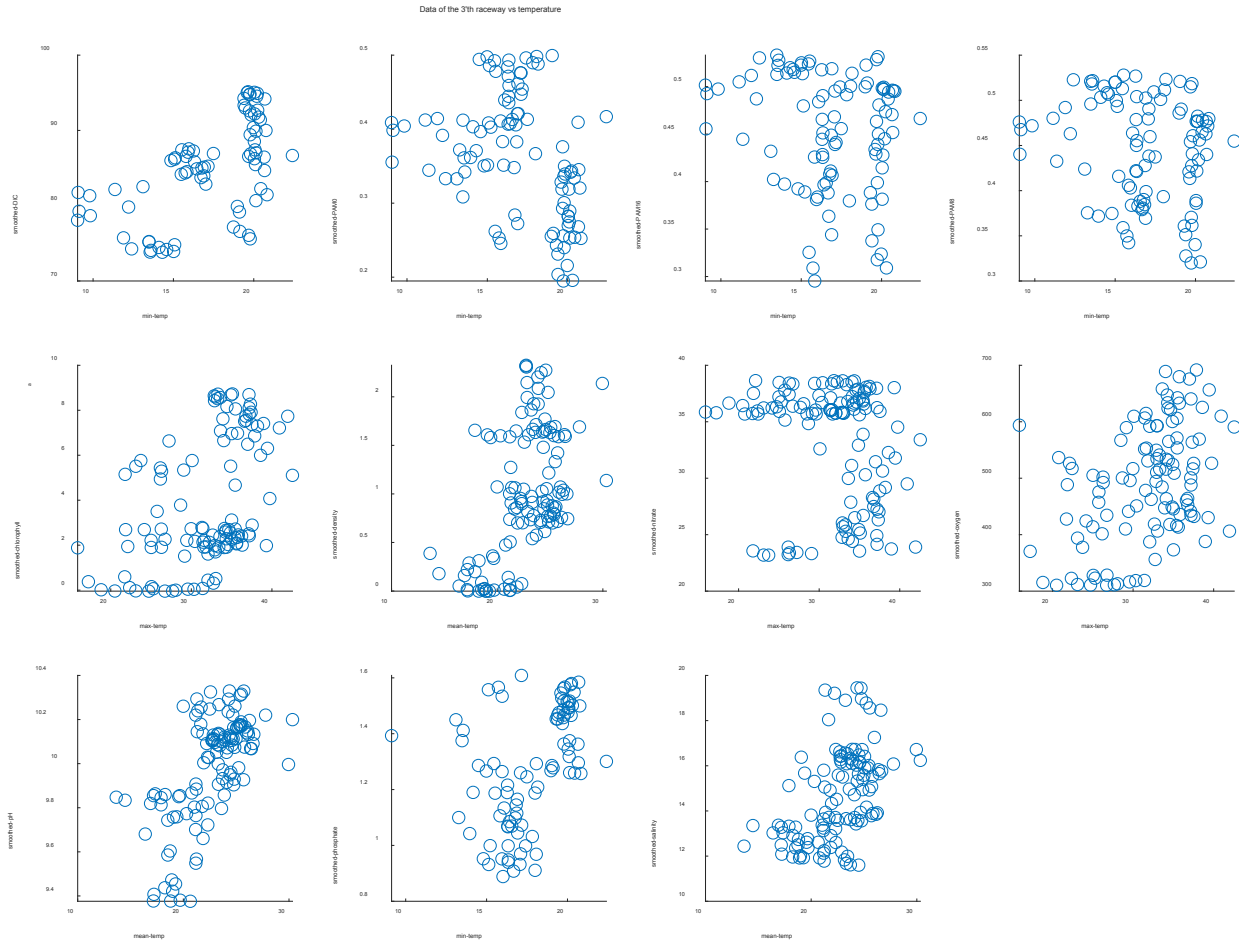 Data of the 3'th raceway vs temperature
100
90
80
70
smoothed-DIC
10 15 20
min-temp
0.5
0.4
0.3
0.2
smoothed-PAM0
10 15 20
min-temp
0.5
0.45
0.4
0.35
0.3
smoothed-PAM16
10 15 20
min-temp
0.55
0.5
0.45
0.4
0.35
0.3
smoothed-PAM8
10 15 20
min-temp
10
8
6
4
2
0
smoothed-chlorophyll
a
20 30 40
max-temp
2
1.5
1
0.5
0
smoothed-density
20 30
mean-temp
40
35
30
25
20
smoothed-nitrate
20 30 40
max-temp
700
600
500
400
300
smoothed-oxygen
20 30 40
max-temp
10.4
10.2
10
9.8
9.6
9.4
smoothed-pH
10 20 30
mean-temp
1.6
1.4
1.2
1
0.8
smoothed-phosphate
10 15 20
min-temp
20
18
16
14
12
10
smoothed-salinity
10 20 30
mean-temp